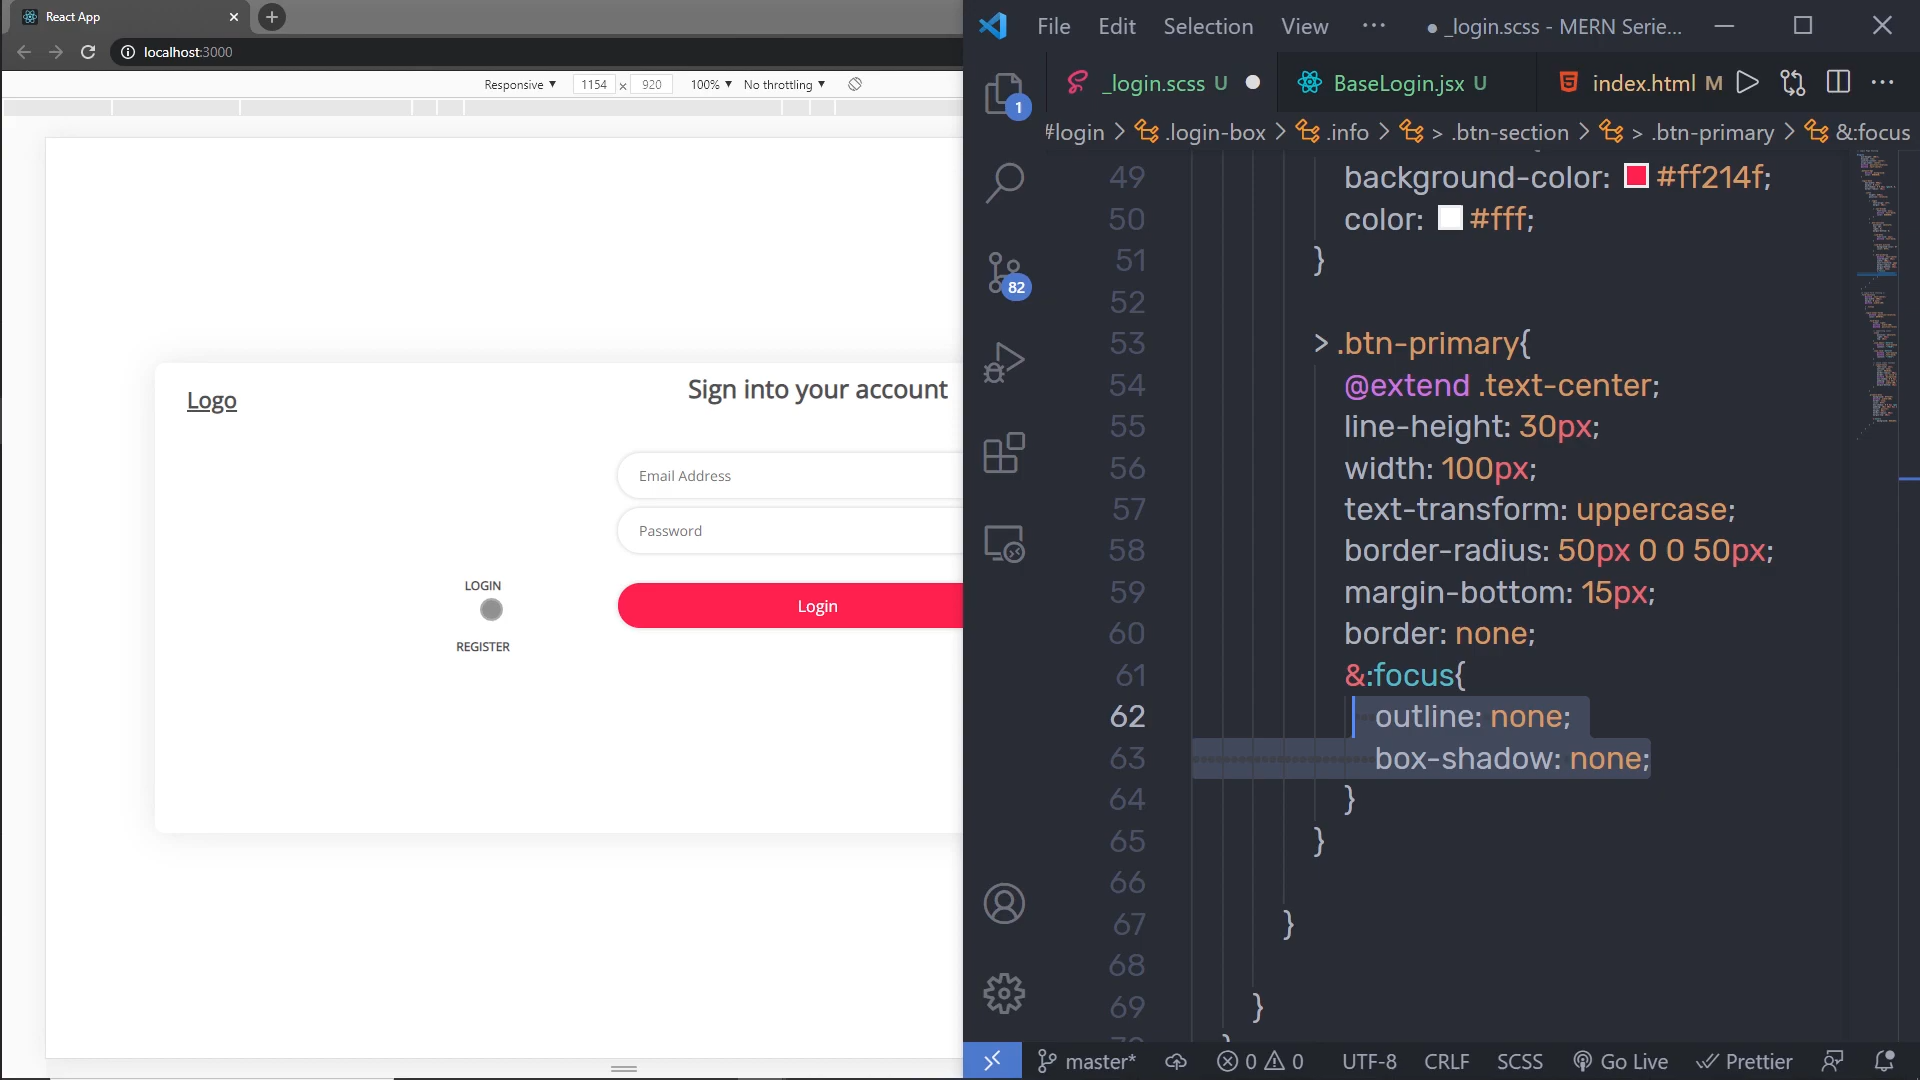 React App
localhost:3000
Responsive ▼ 1154 x 920 100% ▼ No throttling ▼
Logo
Sign into your account
Email Address
Password
LOGIN
Login
REGISTER
File Edit Selection View ··· ● _login.scss - MERN Serie...
_login.scss U BaseLogin.jsx U index.html M
#login > .login-box > .info > > .btn-section > > .btn-primary > &:focus
1
82
49 background-color: #ff214f;
50 color: #fff;
51 }
52
53 > .btn-primary{
54 @extend .text-center;
55 line-height: 30px;
56 width: 100px;
57 text-transform: uppercase;
58 border-radius: 50px 0 0 50px;
59 margin-bottom: 15px;
60 border: none;
61 &:focus{
62 outline: none;
63 box-shadow: none;
64 }
65 }
66
67 }
68
69 }
master* 0 0 UTF-8 CRLF SCSS Go Live Prettier